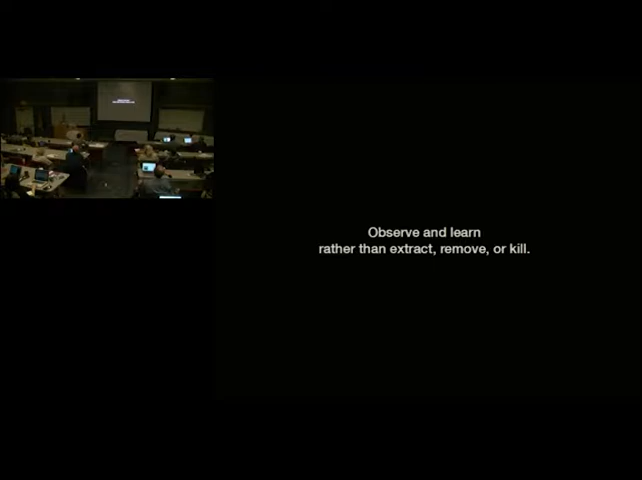 Observe and learn
rather than extract, remove, or kill.